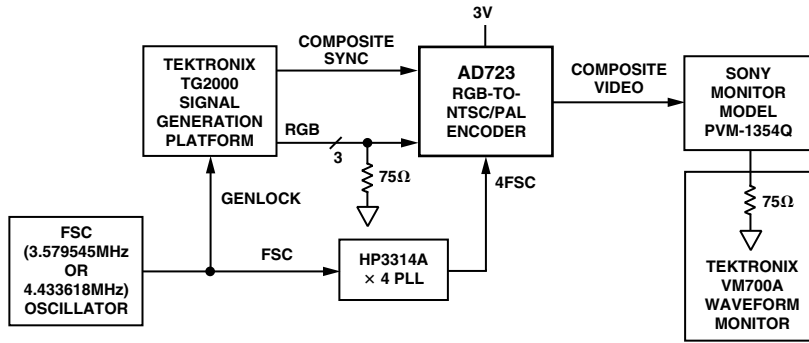 3V
TEKTRONIX
TG2000
SIGNAL
GENERATION
PLATFORM
COMPOSITE
SYNC
RGB
3
75Ω
GENLOCK
AD723
RGB-TO-
NTSC/PAL
ENCODER
4FSC
COMPOSITE
VIDEO
SONY
MONITOR
MODEL
PVM-1354Q
75Ω
TEKTRONIX
VM700A
WAVEFORM
MONITOR
FSC
(3.579545MHz
OR
4.433618MHz)
OSCILLATOR
FSC
HP3314A
× 4 PLL